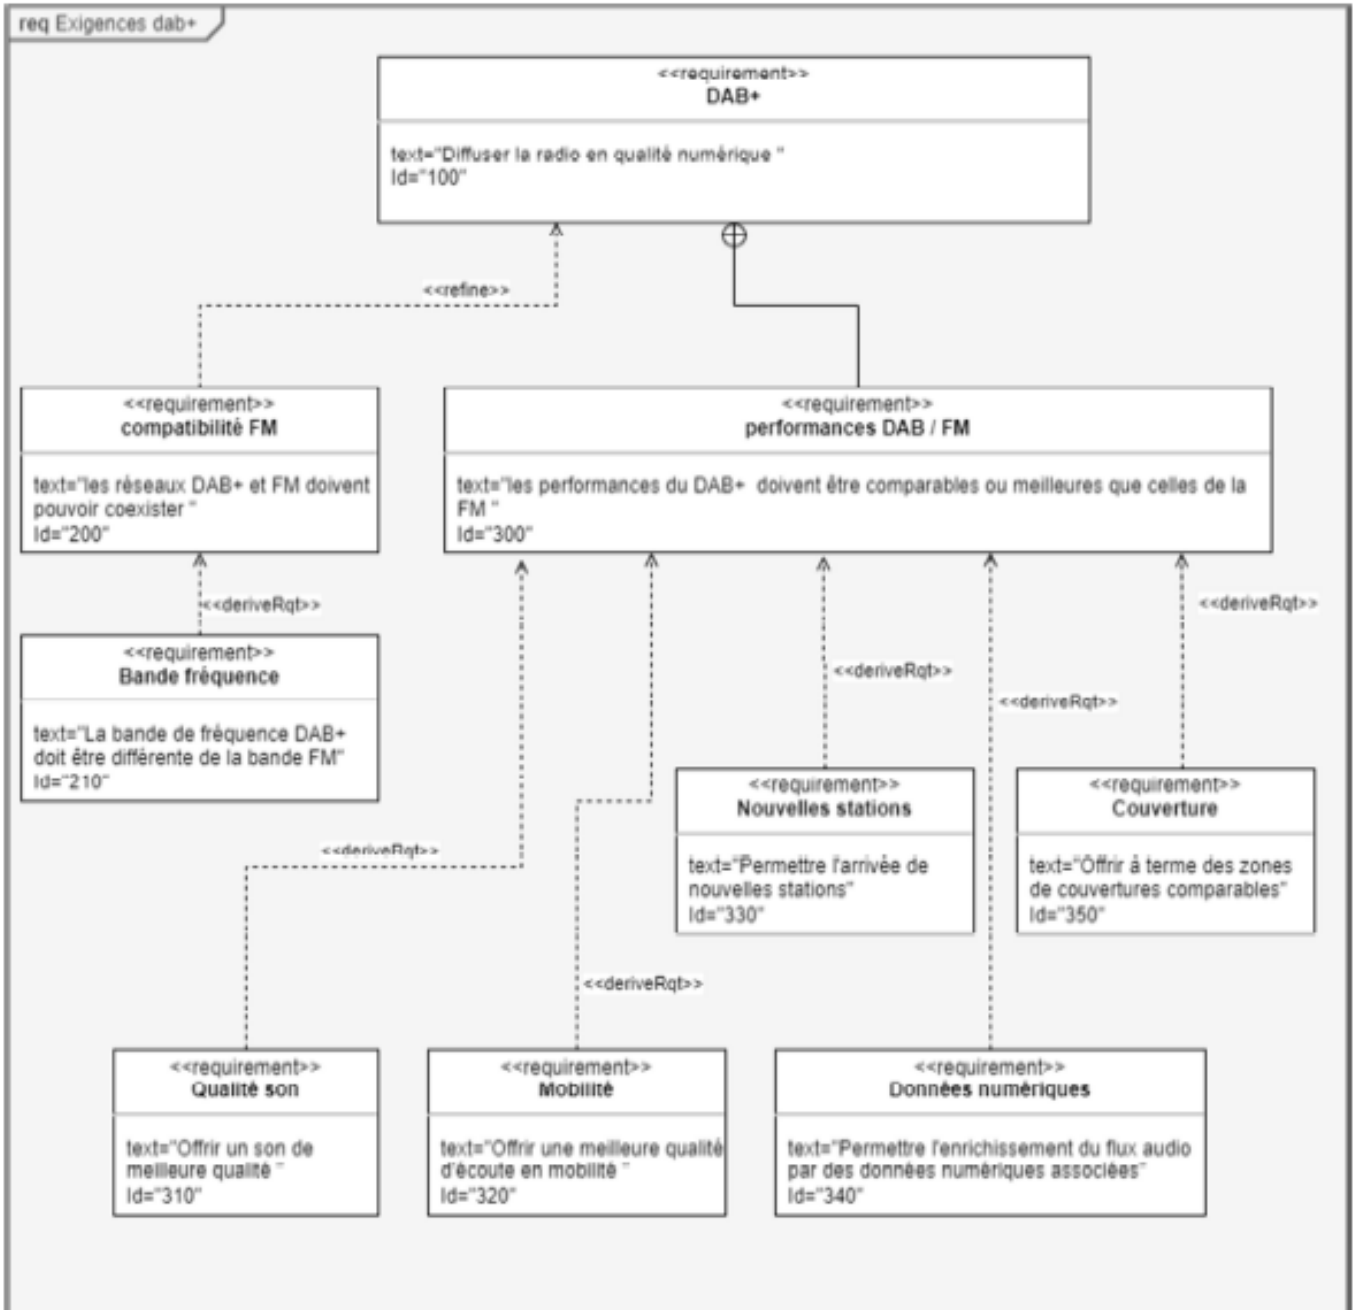 req Exigences dab+
<<requirement>>
DAB+
text="Diffuser la radio en qualité numérique "
Id="100"
<<refine>>
<<requirement>>
compatibilité FM
text="les réseaux DAB+ et FM doivent
pouvoir coexister "
Id="200"
<<requirement>>
performances DAB / FM
text="les performances du DAB+ doivent être comparables ou meilleures que celles de la
FM "
Id="300"
<<deriveRqt>>
<<deriveRqt>>
<<requirement>>
Bande fréquence
text="La bande de fréquence DAB+
doit être différente de la bande FM"
Id="210"
<<deriveRqt>>
<<deriveRqt>>
<<requirement>>
Nouvelles stations
text="Permettre l'arrivée de
nouvelles stations"
Id="330"
<<requirement>>
Couverture
text="Offrir à terme des zones
de couvertures comparables"
Id="350"
<<deriveRqt>>
<<deriveRqt>>
<<requirement>>
Qualité son
text="Offrir un son de
meilleure qualité "
Id="310"
<<requirement>>
Mobilité
text="Offrir une meilleure qualité
d'écoute en mobilité "
Id="320"
<<requirement>>
Données numériques
text="Permettre l'enrichissement du flux audio
par des données numériques associées"
Id="340"